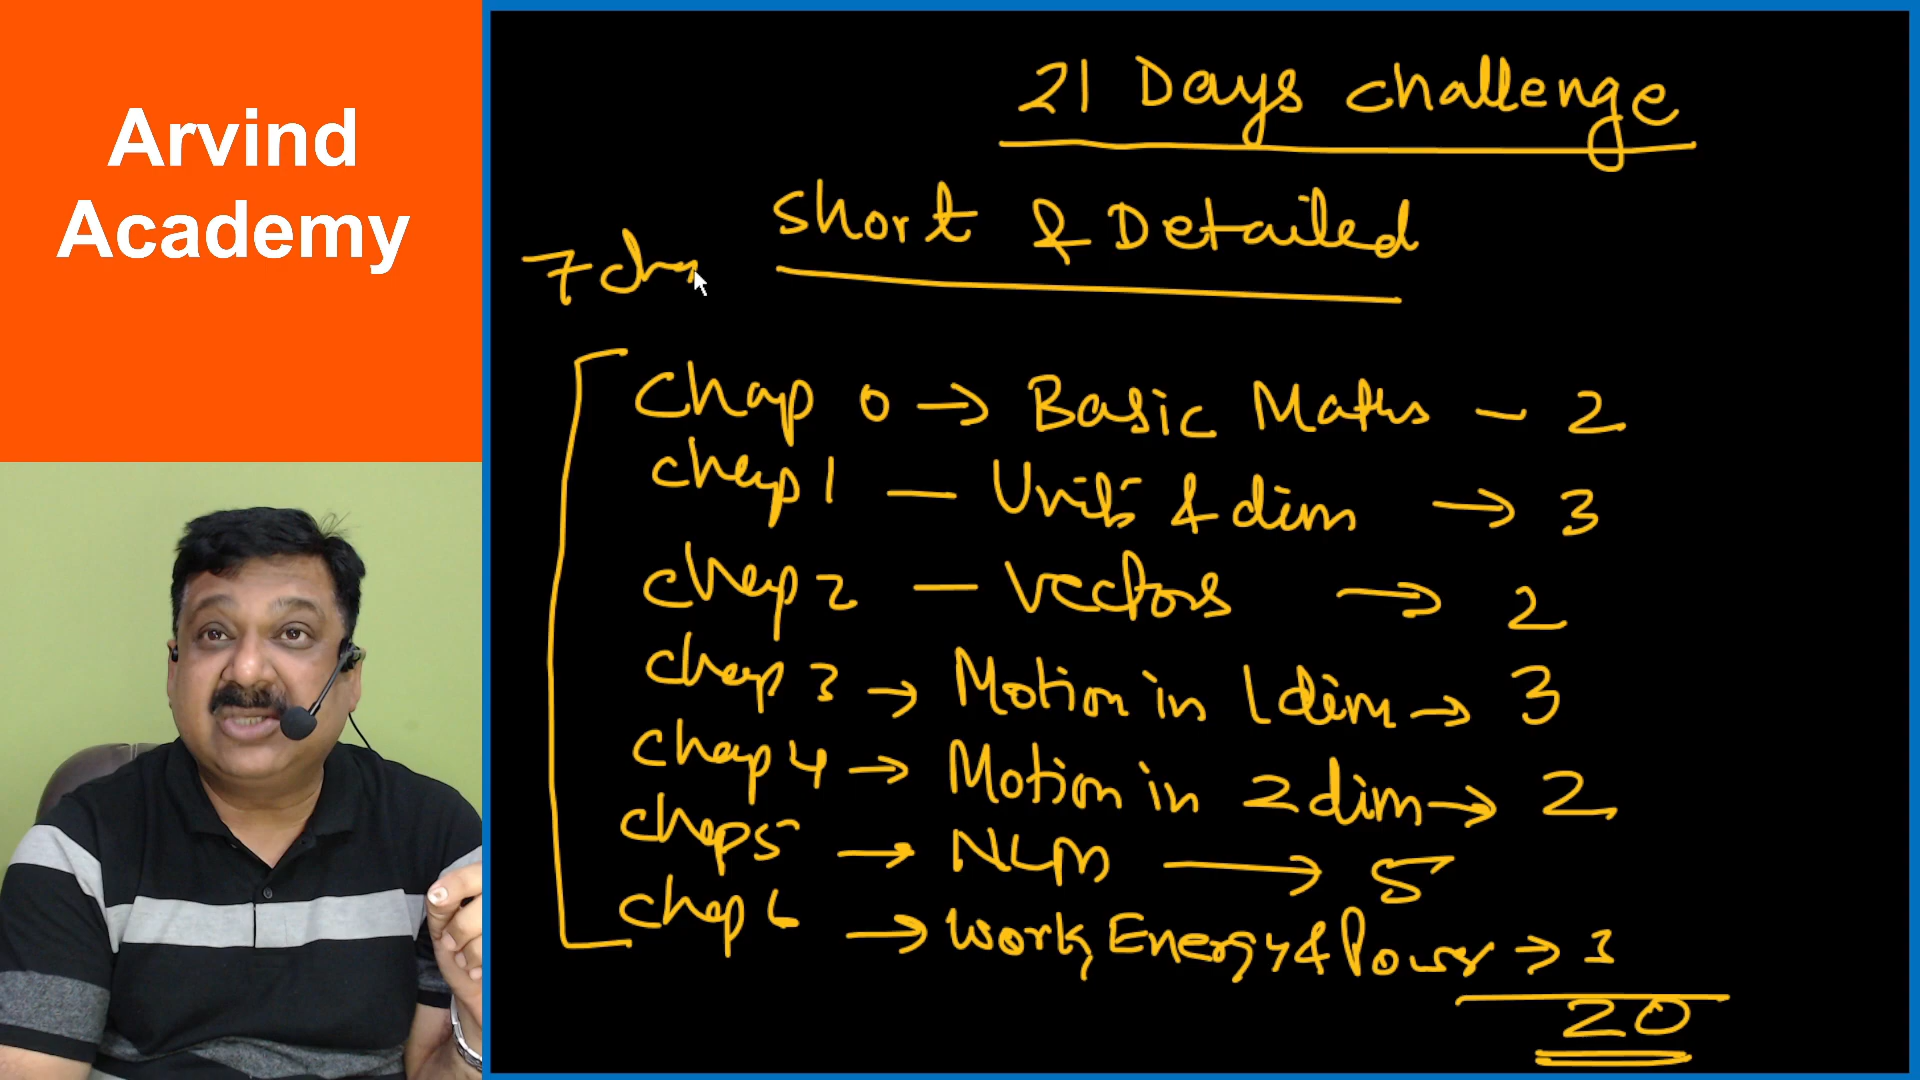 Arvind
Academy
21 Days challenge
Short & Detailed
7 cha
Chap 0 → Basic Maths - 2
chap 1 — Units & dim → 3
chap 2 — Vectors → 2
chap 3 → Motion in 1 dim → 3
chap 4 → Motion in 2 dim → 2
chap 5 → NLM → 5
chap 6 → Work, Energy & Power → 3
20